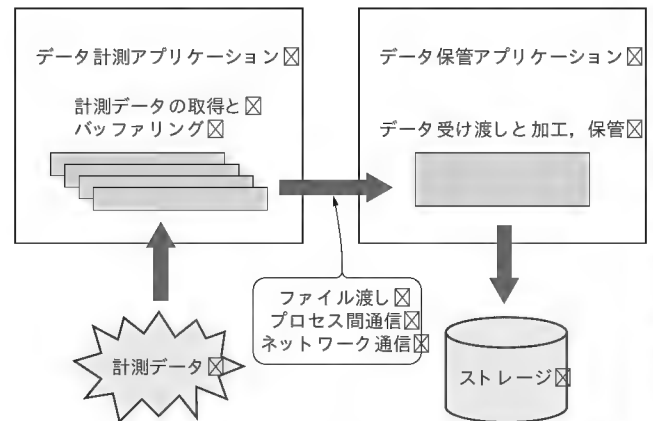 データ計測アプリケーション☒
計測データの取得と☒
バッファリング☒
データ保管アプリケーション☒
データ受け渡しと加工，保管☒
ファイル渡し☒
プロセス間通信☒
ネットワーク通信☒
計測データ☒
ストレージ☒